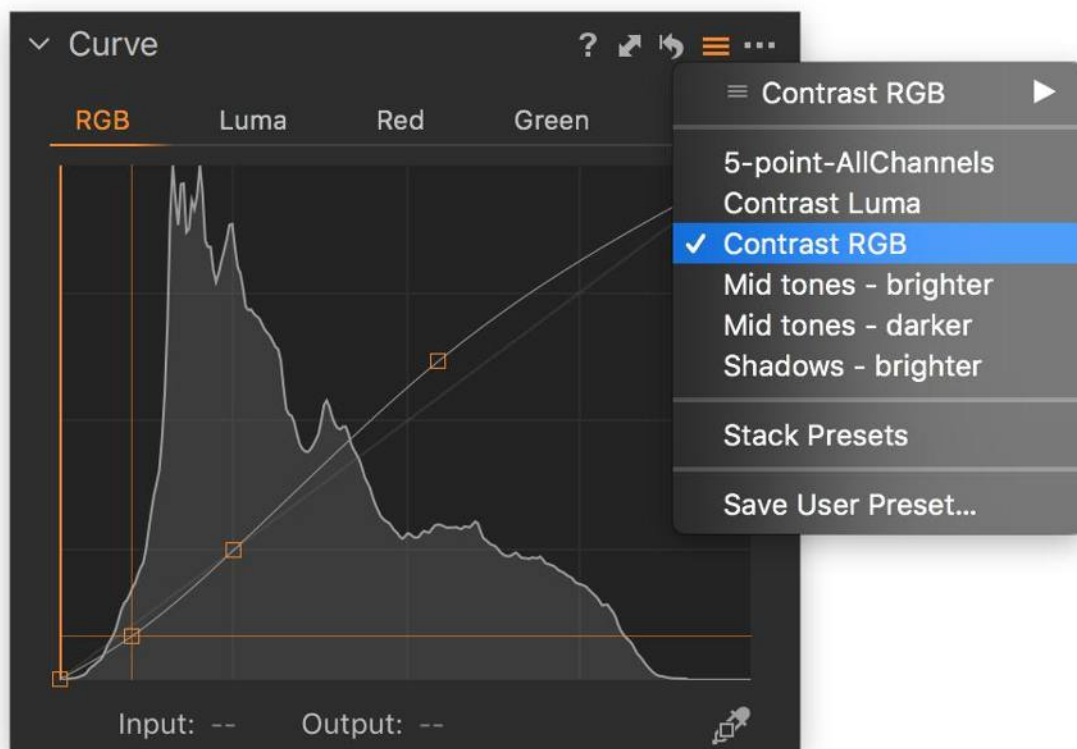 Curve
?
RGB Luma Red Green
Input: -- Output: --
Contrast RGB
5-point-AllChannels
Contrast Luma
Contrast RGB
Mid tones - brighter
Mid tones - darker
Shadows - brighter
Stack Presets
Save User Preset...